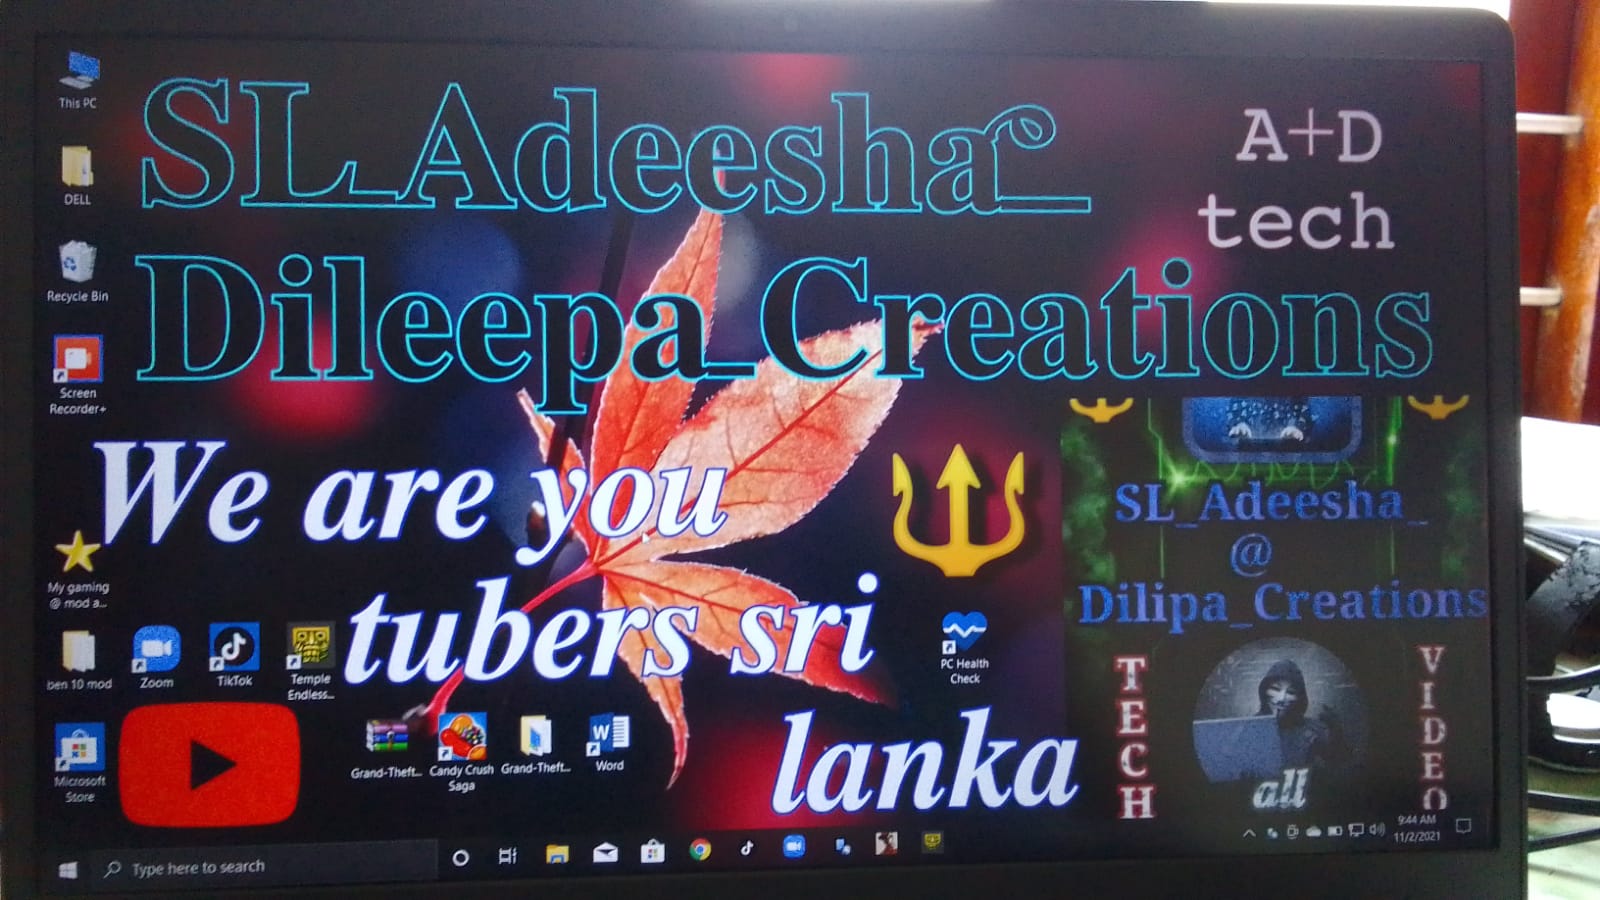 This PC
DELL
Recycle Bin
Screen
Recorder+
SL_Adeesha_
Dileepa_Creations
A+D
tech
We are you
tubers sri
lanka
My gaming
@ mod a...
ben 10 mod
Zoom
TikTok
Temple
Endless...
Microsoft
Store
Grand-Theft...
Candy Crush
Saga
Grand-Theft...
W
Word
PC Health
Check
SL_Adeesha_
@
Dilipa_Creations
TECH
all
VIDEO
Type here to search
9:44 AM
11/2/2021